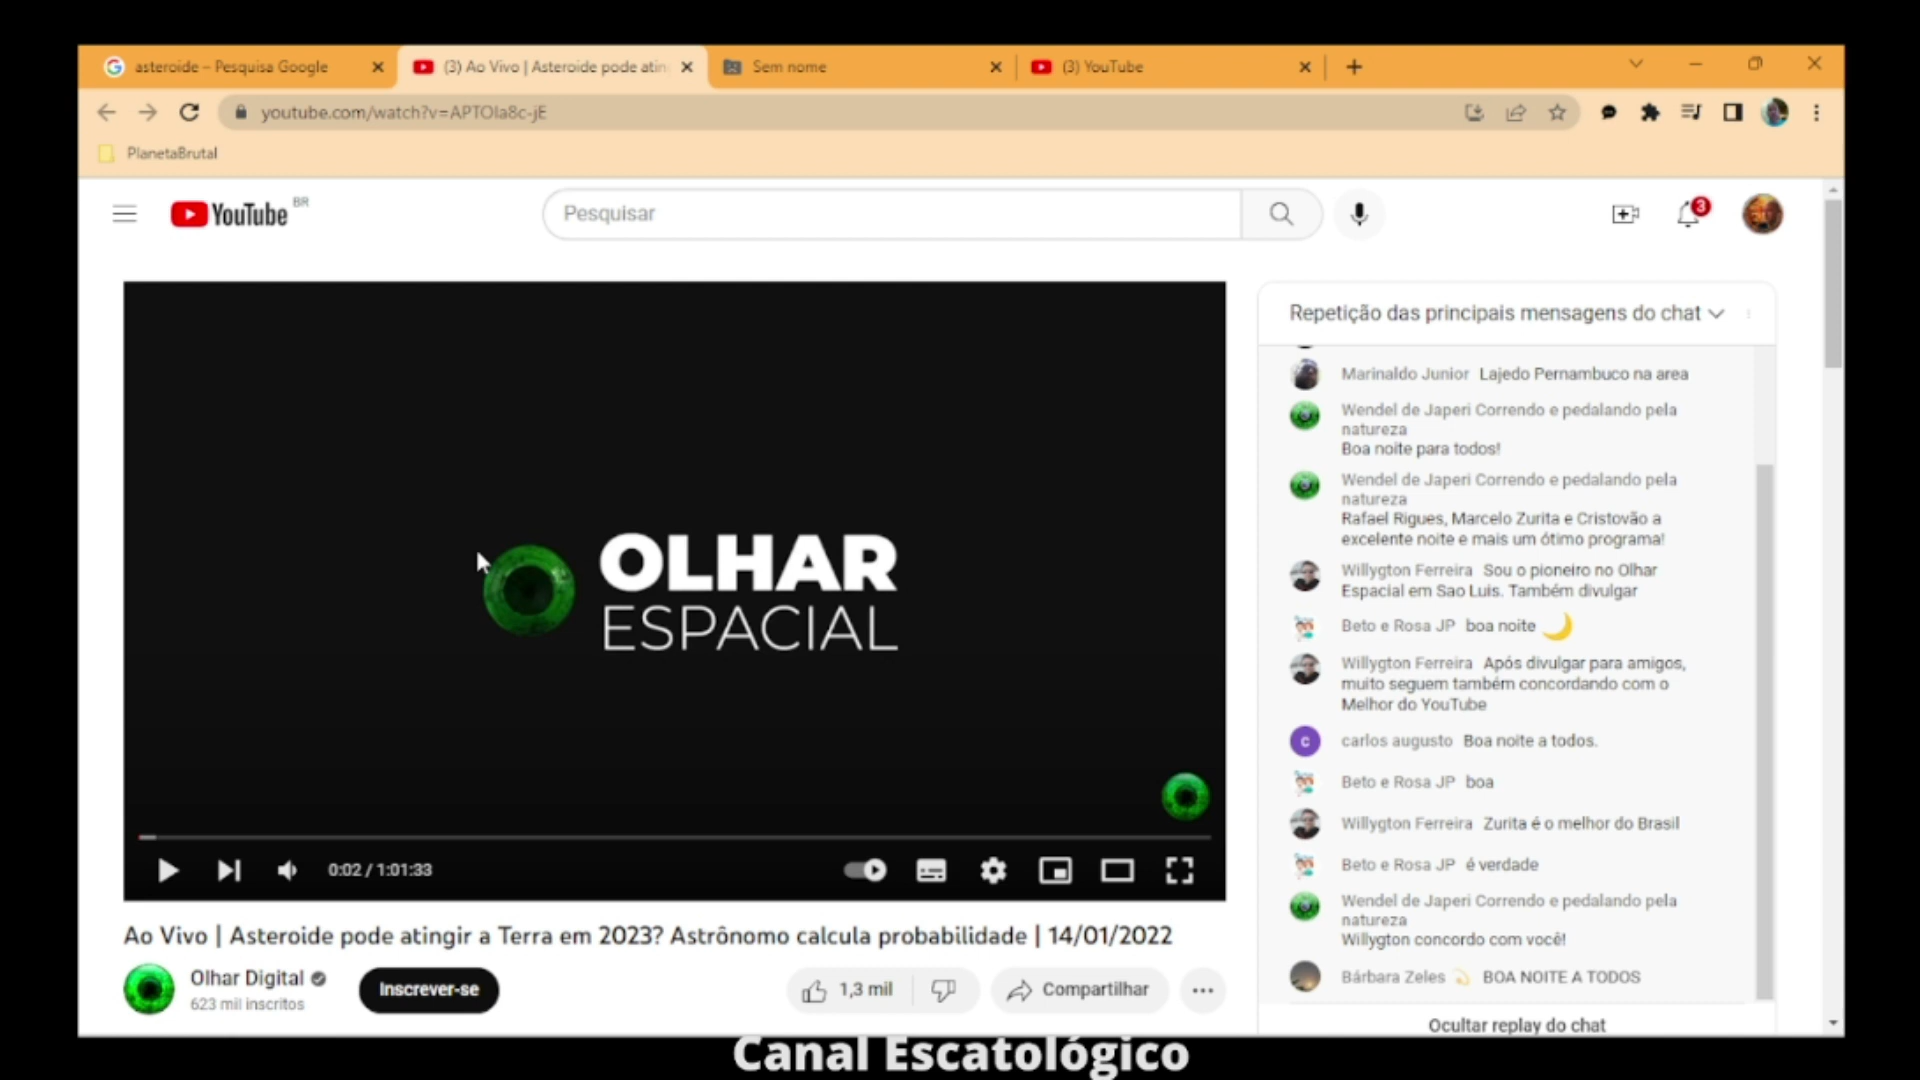 asteroide – Pesquisa Google
(3) Ao Vivo | Asteroide pode atin
Sem nome
(3) YouTube
youtube.com/watch?v=APTOIa8c-jE
PlanetaBrutal
YouTube BR
Pesquisar
3
Repetição das principais mensagens do chat
Marinaldo Junior Lajedo Pernambuco na area
Wendel de Japeri Correndo e pedalando pela
natureza
Boa noite para todos!
Wendel de Japeri Correndo e pedalando pela
natureza
Rafael Rigues, Marcelo Zurita e Cristovão a
excelente noite e mais um ótimo programa!
Willygton Ferreira Sou o pioneiro no Olhar
Espacial em Sao Luis. Também divulgar
Beto e Rosa JP boa noite
Willygton Ferreira Após divulgar para amigos,
muito seguem também concordando com o
Melhor do YouTube
c carlos augusto Boa noite a todos.
Beto e Rosa JP boa
Willygton Ferreira Zurita é o melhor do Brasil
Beto e Rosa JP é verdade
Wendel de Japeri Correndo e pedalando pela
natureza
Willygton concordo com você!
Bárbara Zeles BOA NOITE A TODOS
Ocultar replay do chat
OLHAR
ESPACIAL
0:02 / 1:01:33
Ao Vivo | Asteroide pode atingir a Terra em 2023? Astrônomo calcula probabilidade | 14/01/2022
Olhar Digital
623 mil inscritos
Inscrever-se
1,3 mil
Compartilhar
Canal Escatológico